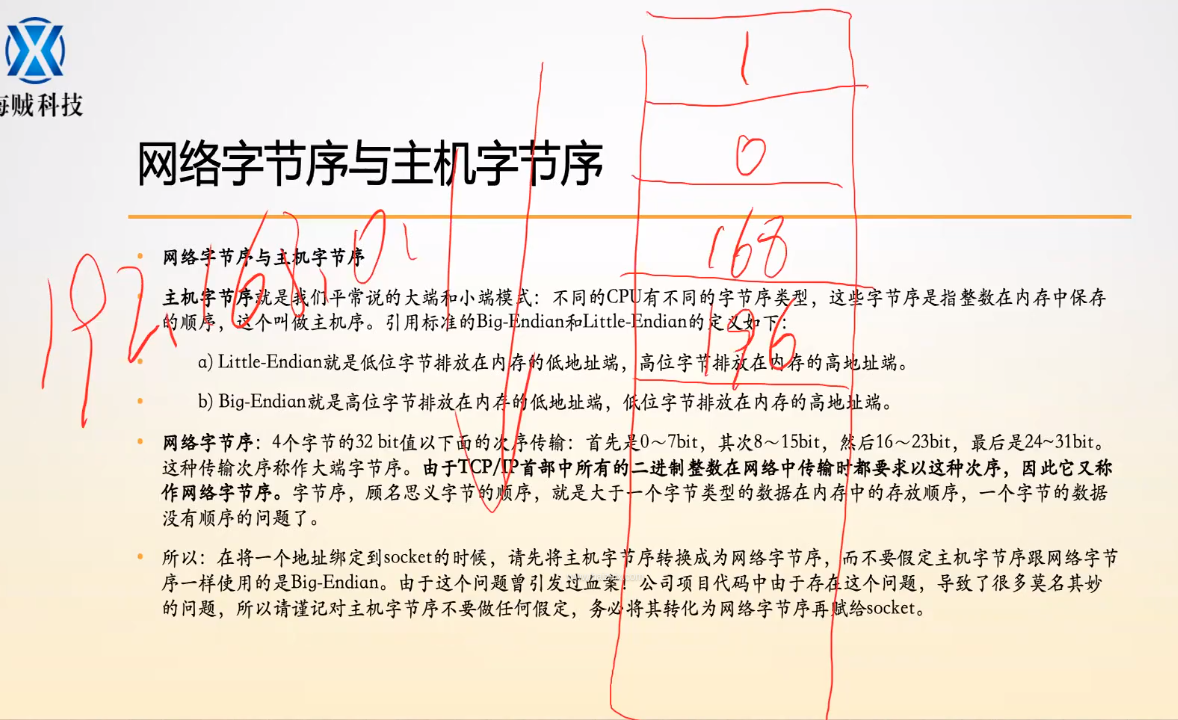 海贼科技
网络字节序与主机字节序
192.168.0.1
1
0
168
196
网络字节序与主机字节序
主机字节序就是我们平常说的大端和小端模式：不同的CPU有不同的字节序类型，这些字节序是指整数在内存中保存
的顺序，这个叫做主机序。引用标准的Big-Endian和Little-Endian的定义如下：
a) Little-Endian就是低位字节排放在内存的低地址端，高位字节排放在内存的高地址端。
b) Big-Endian就是高位字节排放在内存的低地址端，低位字节排放在内存的高地址端。
网络字节序：4个字节的32 bit值以下面的次序传输：首先是0～7bit，其次8～15bit，然后16～23bit，最后是24~31bit。
这种传输次序称作大端字节序。由于TCP/IP首部中所有的二进制整数在网络中传输时都要求以这种次序，因此它又称
作网络字节序。字节序，顾名思义字节的顺序，就是大于一个字节类型的数据在内存中的存放顺序，一个字节的数据
没有顺序的问题了。
所以：在将一个地址绑定到socket的时候，请先将主机字节序转换成为网络字节序，而不要假定主机字节序跟网络字节
序一样使用的是Big-Endian。由于这个问题曾引发过血案！公司项目代码中由于存在这个问题，导致了很多莫名其妙
的问题，所以请谨记对主机字节序不要做任何假定，务必将其转化为网络字节序再赋给socket。